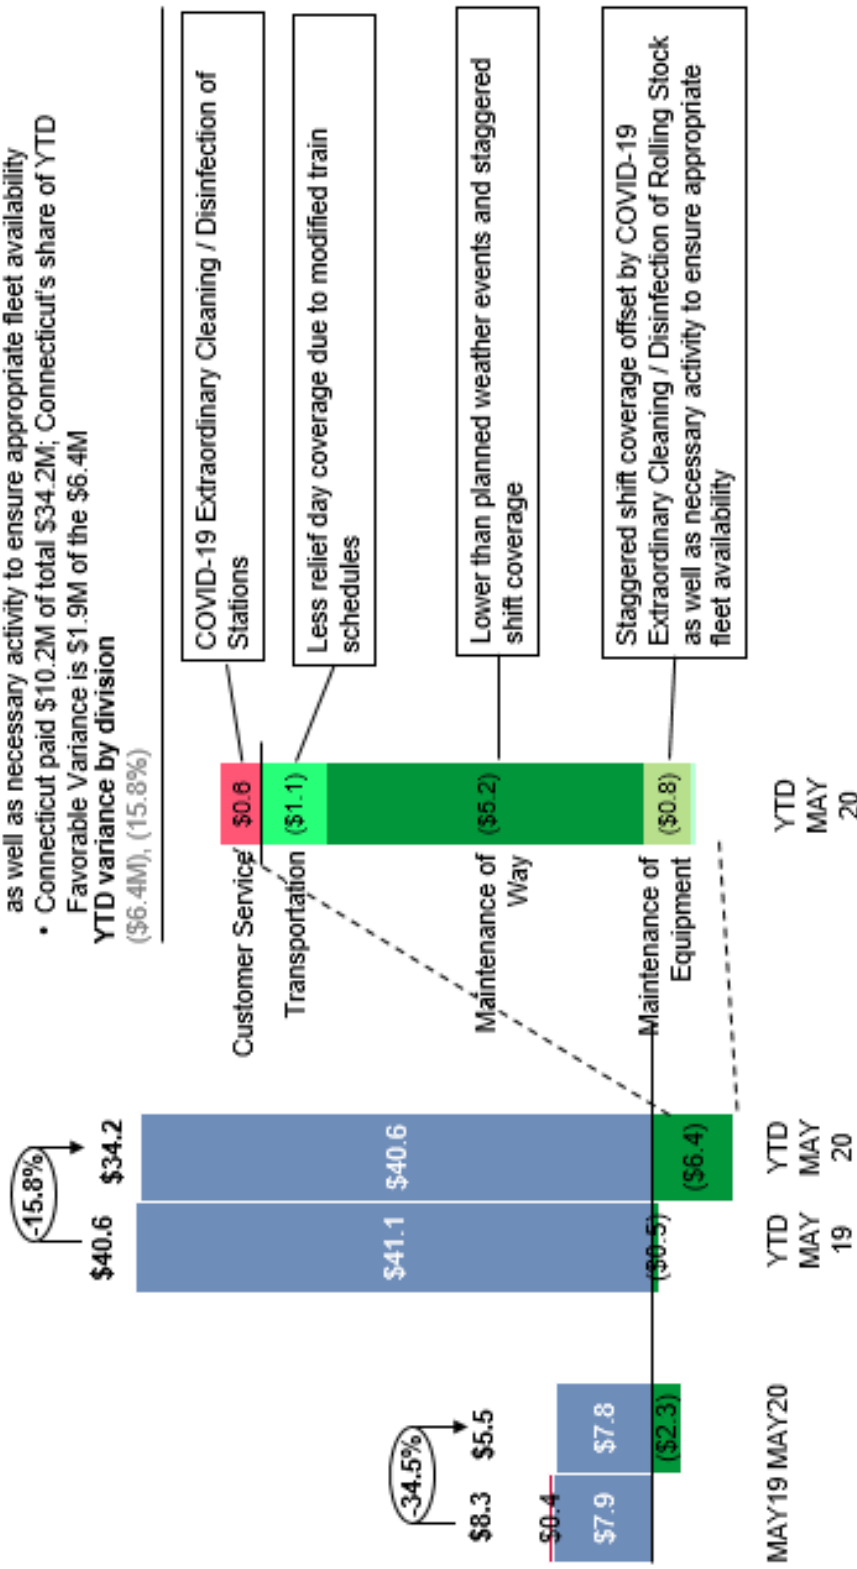 as well as necessary activity to ensure appropriate fleet availability
• Connecticut paid $10.2M of total $34.2M; Connecticut"s share of YTD
Favorable Variance is $1.9M of the $6.4M
YTD variance by division
($6.4M), (15.8%)
-15.8%
$40.6
$34.2
$41.1
$40.6
($0.5)
($6.4)
YTD
MAY
19
YTD
MAY
20
-34.5%
$8.3
$5.5
$0.4
$7.9
$7.8
($2.3)
MAY19 MAY20
Customer Service
$0.6
COVID-19 Extraordinary Cleaning / Disinfection of
Stations
Transportation
($1.1)
Less relief day coverage due to modified train
schedules
Maintenance of
Way
($5.2)
Lower than planned weather events and staggered
shift coverage
Maintenance of
Equipment
($0.8)
Staggered shift coverage offset by COVID-19
Extraordinary Cleaning / Disinfection of Rolling Stock
as well as necessary activity to ensure appropriate
fleet availability
YTD
MAY
20